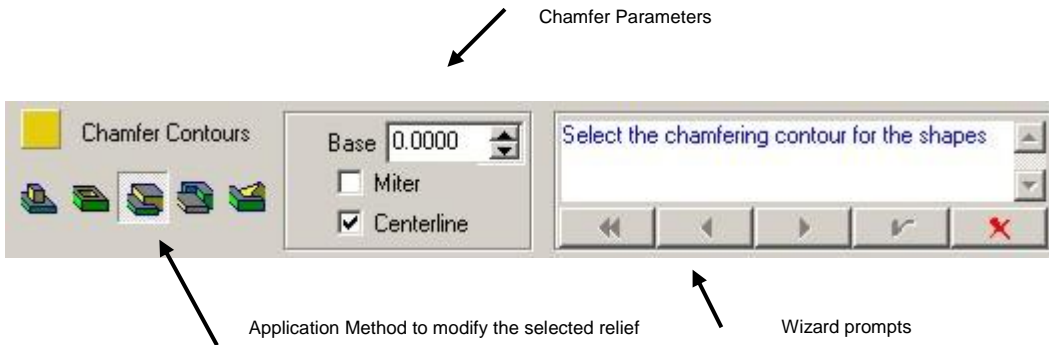 Chamfer Parameters
Chamfer Contours
Base 0.0000
Miter
Centerline
Select the chamfering contour for the shapes
Application Method to modify the selected relief
Wizard prompts